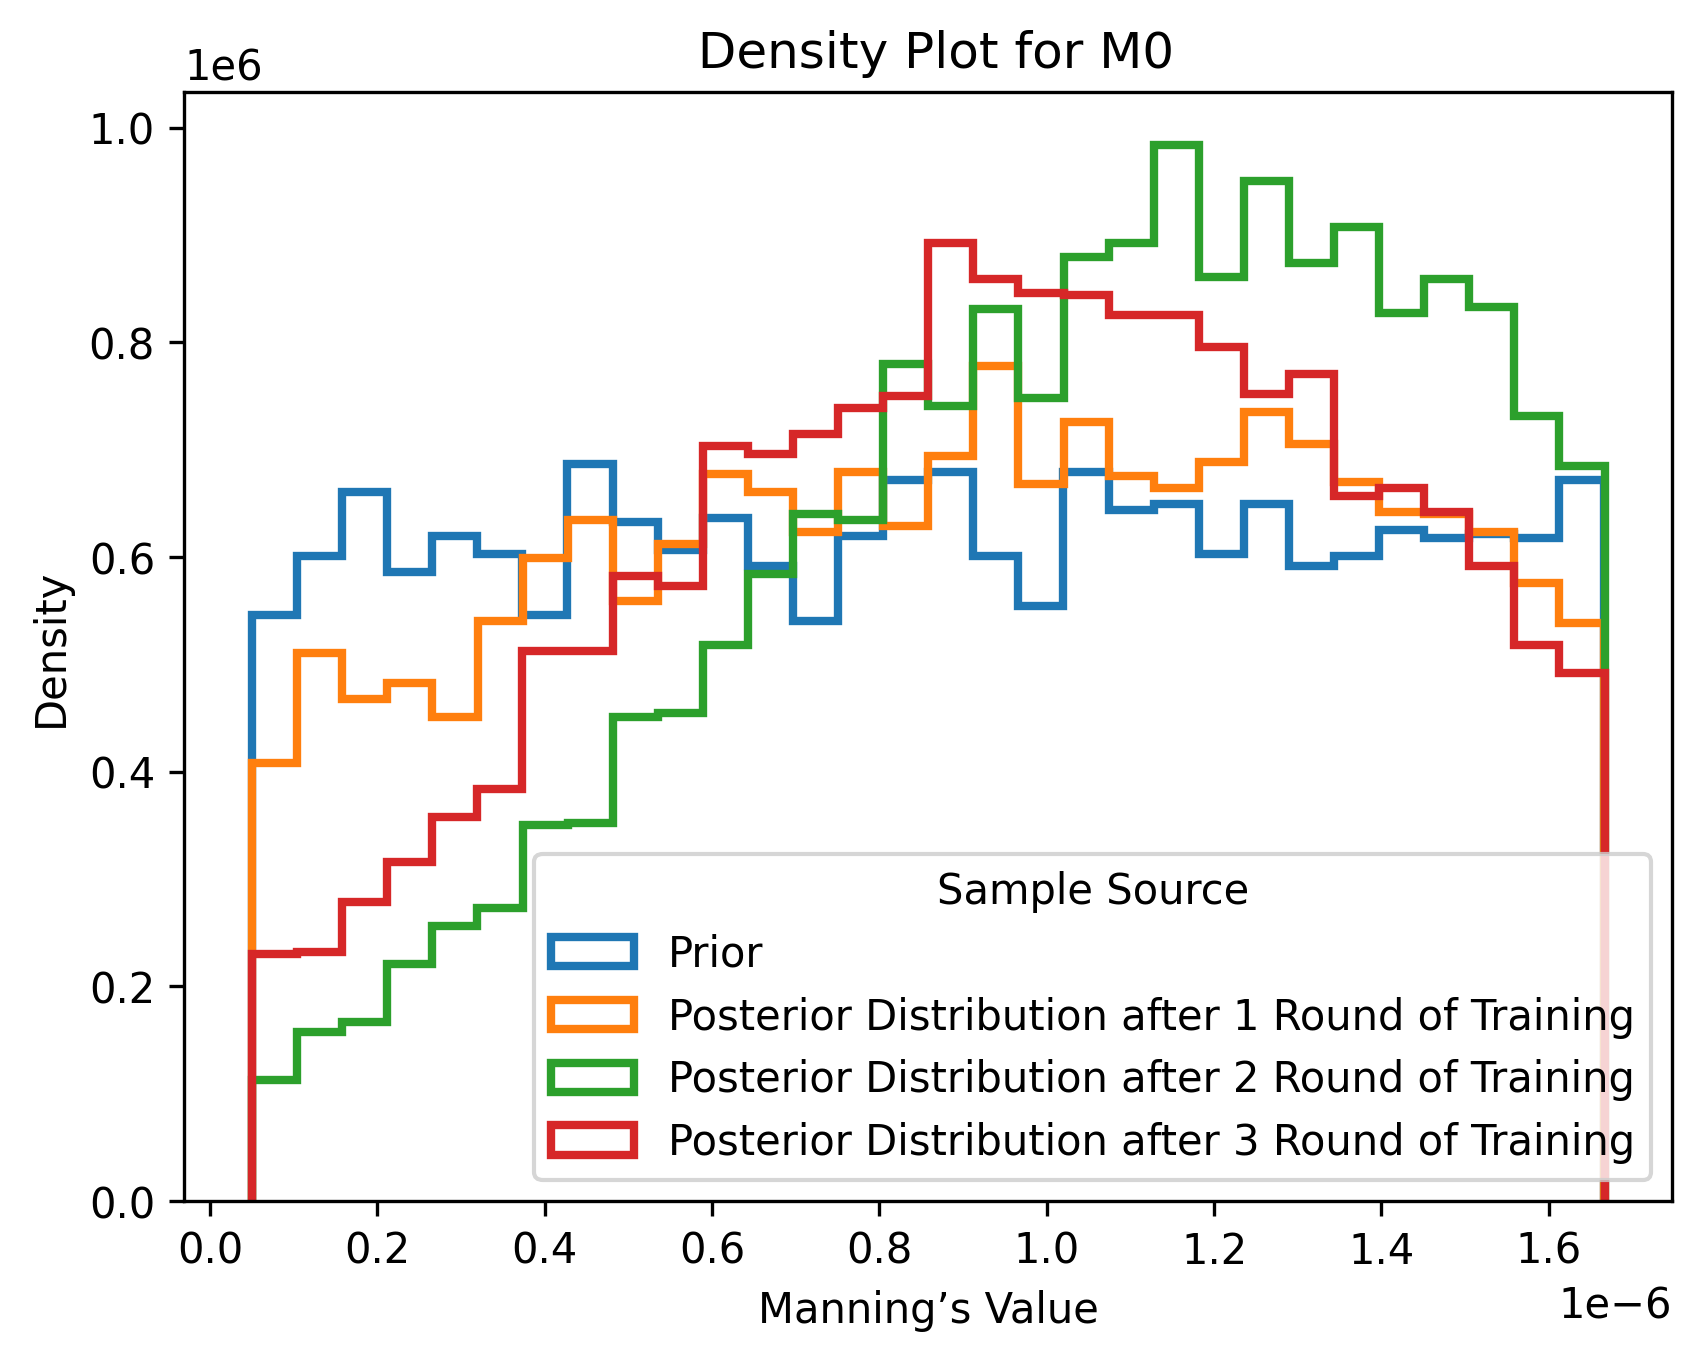 Density Plot for M0
1e6
1.0
0.8
0.6
0.4
0.2
0.0
Density
0.0 0.2 0.4 0.6 0.8 1.0 1.2 1.4 1.6
1e−6
Manning’s Value
Sample Source
Prior
Posterior Distribution after 1 Round of Training
Posterior Distribution after 2 Round of Training
Posterior Distribution after 3 Round of Training